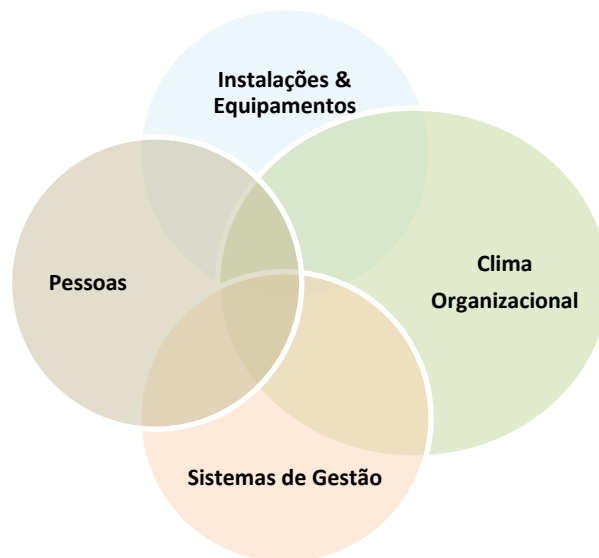 Instalações &
Equipamentos
Pessoas
Clima
Organizacional
Sistemas de Gestão